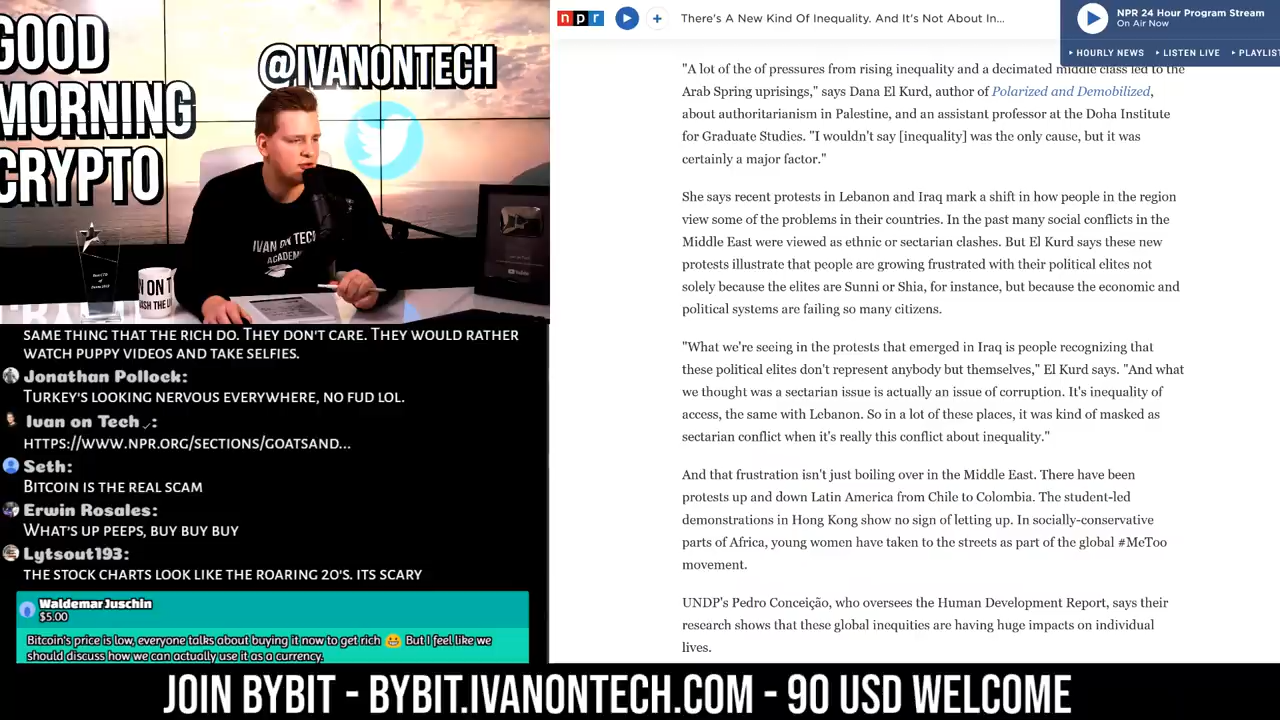 GOOD
MORNING
CRYPTO
@IVANONTECH
IVAN ON TECH
ACADEMY
SAME THING THAT THE RICH DO. THEY DON'T CARE. THEY WOULD RATHER
WATCH PUPPY VIDEOS AND TAKE SELFIES.
Jonathan Pollock:
TURKEY'S LOOKING NERVOUS EVERYWHERE, NO FUD LOL.
Ivan on Tech ✓:
HTTPS://WWW.NPR.ORG/SECTIONS/GOATSAND...
Seth:
BITCOIN IS THE REAL SCAM
Erwin Rosales:
WHAT'S UP PEEPS, BUY BUY BUY
Lytsout193:
THE STOCK CHARTS LOOK LIKE THE ROARING 20'S. ITS SCARY
Waldemar Juschin
$5.00
Bitcoin's price is low, everyone talks about buying it now to get rich 😀 But I feel like we
should discuss how we can actually use it as a currency.
npr
There's A New Kind Of Inequality. And It's Not About In...
NPR 24 Hour Program Stream
On Air Now
HOURLY NEWS LISTEN LIVE PLAYLIST
"A lot of the of pressures from rising inequality and a decimated middle class led to the
Arab Spring uprisings," says Dana El Kurd, author of Polarized and Demobilized,
about authoritarianism in Palestine, and an assistant professor at the Doha Institute
for Graduate Studies. "I wouldn't say [inequality] was the only cause, but it was
certainly a major factor."
She says recent protests in Lebanon and Iraq mark a shift in how people in the region
view some of the problems in their countries. In the past many social conflicts in the
Middle East were viewed as ethnic or sectarian clashes. But El Kurd says these new
protests illustrate that people are growing frustrated with their political elites not
solely because the elites are Sunni or Shia, for instance, but because the economic and
political systems are failing so many citizens.
"What we're seeing in the protests that emerged in Iraq is people recognizing that
these political elites don't represent anybody but themselves," El Kurd says. "And what
we thought was a sectarian issue is actually an issue of corruption. It's inequality of
access, the same with Lebanon. So in a lot of these places, it was kind of masked as
sectarian conflict when it's really this conflict about inequality."
And that frustration isn't just boiling over in the Middle East. There have been
protests up and down Latin America from Chile to Colombia. The student-led
demonstrations in Hong Kong show no sign of letting up. In socially-conservative
parts of Africa, young women have taken to the streets as part of the global #MeToo
movement.
UNDP's Pedro Conceição, who oversees the Human Development Report, says their
research shows that these global inequities are having huge impacts on individual
lives.
JOIN BYBIT - BYBIT.IVANONTECH.COM - 90 USD WELCOME